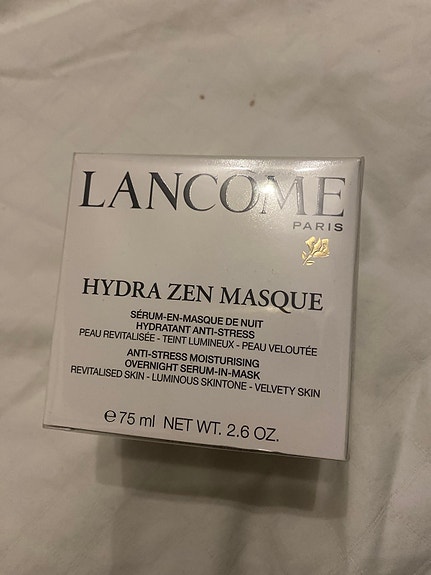 LANCÔME
PARIS
HYDRA ZEN MASQUE
SÉRUM-EN-MASQUE DE NUIT
HYDRATANT ANTI-STRESS
PEAU REVITALISÉE - TEINT LUMINEUX - PEAU VELOUTÉE
ANTI-STRESS MOISTURISING
OVERNIGHT SERUM-IN-MASK
REVITALISED SKIN - LUMINOUS SKINTONE - VELVETY SKIN
℮ 75 ml NET WT. 2.6 OZ.